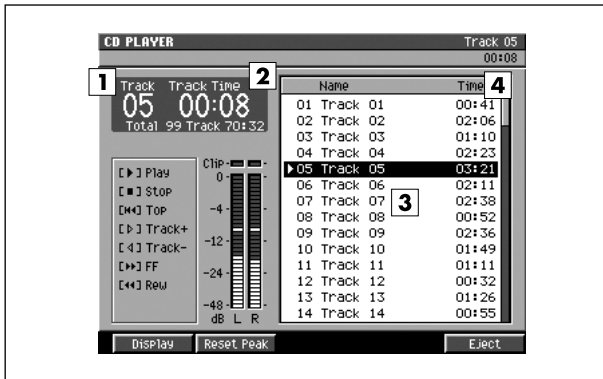 CD PLAYER Track 05
00:08
1 2 4
Track Track Time
05 00:08
Total 99 Track 70:32
Name Time
01 Track 01 00:41
02 Track 02 02:06
03 Track 03 01:10
04 Track 04 02:23
05 Track 05 03:21
06 Track 06 02:11
07 Track 07 02:38
3
08 Track 08 00:52
09 Track 09 02:36
10 Track 10 01:49
11 Track 11 01:11
12 Track 12 00:32
13 Track 13 01:26
14 Track 14 00:55
[▶] Play
[■] Stop
[|◀◀] Top
[▷] Track+
[◁] Track-
[▶▶] FF
[◀◀] Rew
Clip
0
-4
-12
-24
-48
dB L R
Display Reset Peak Eject